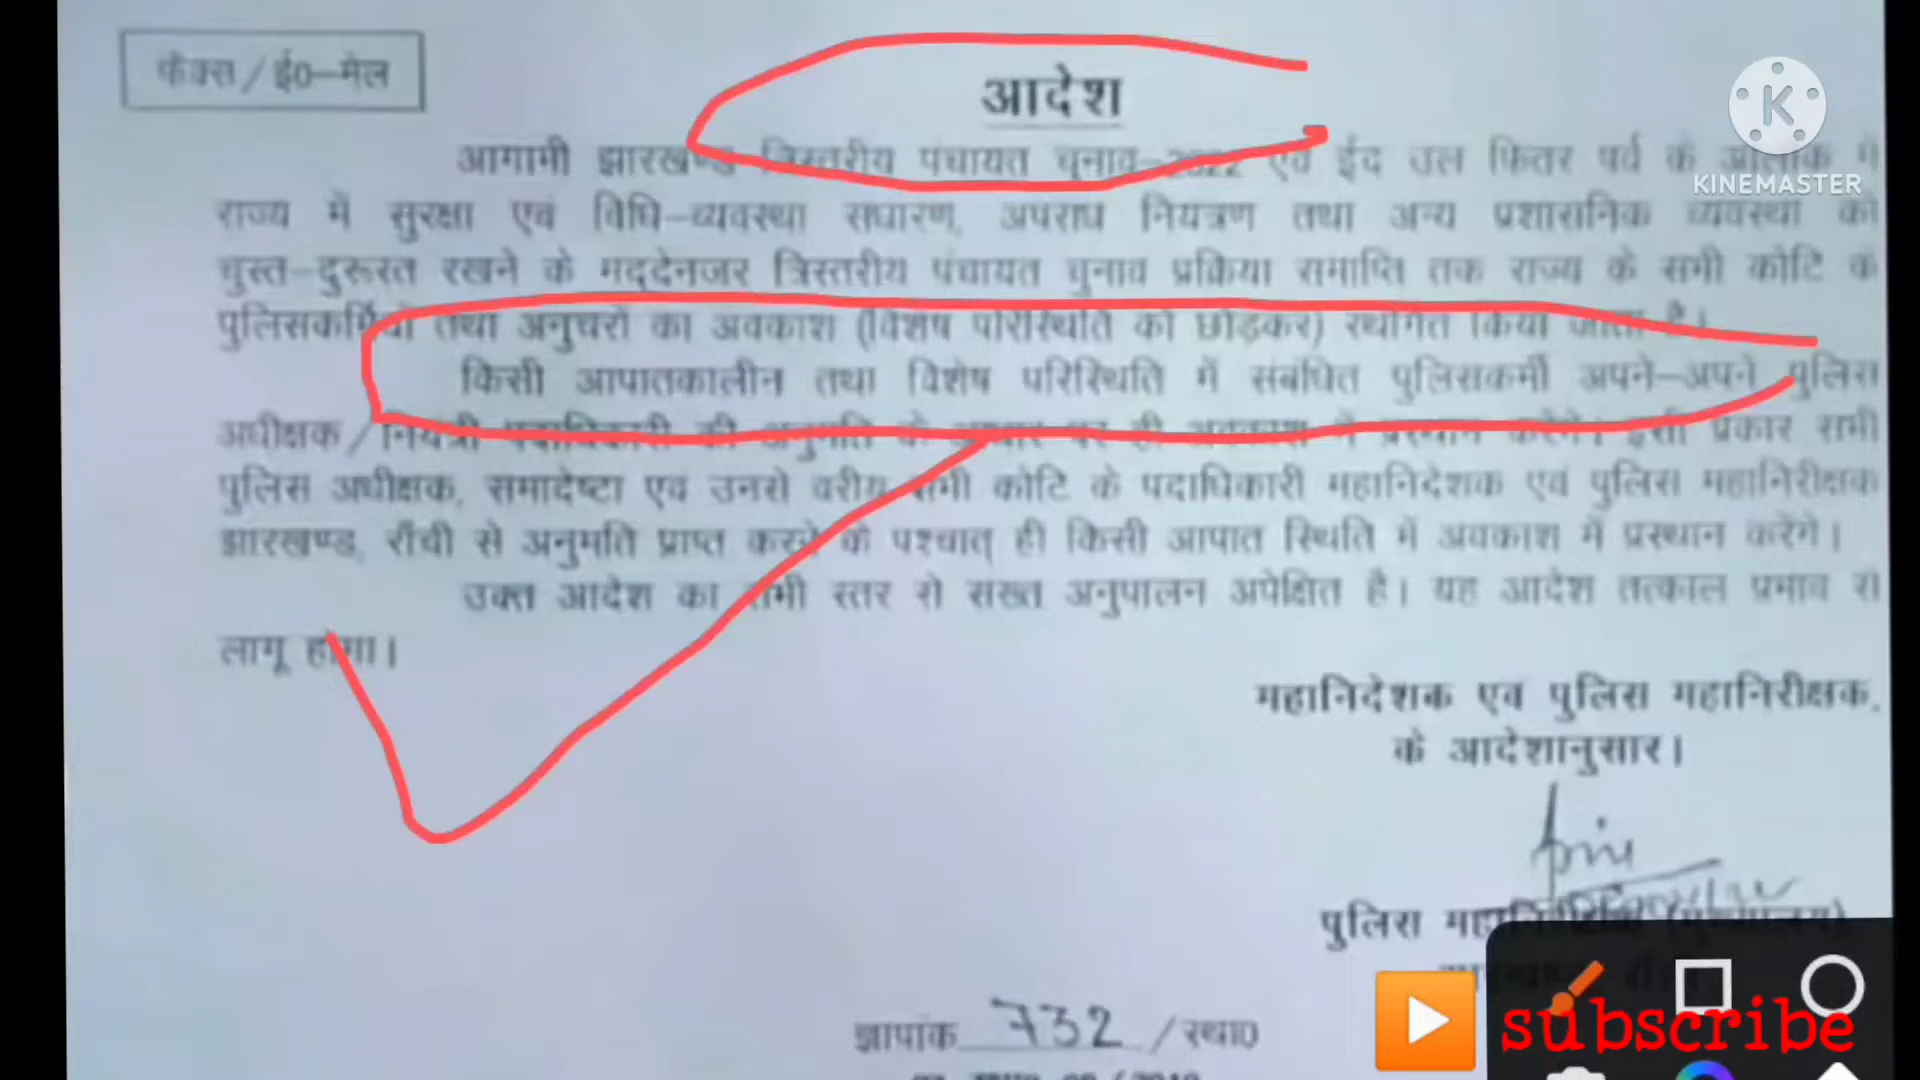 फैक्स/ई0-मेल
आदेश
KINEMASTER
आगामी झारखण्ड त्रिस्तरीय पंचायत चुनाव-2022 एवं ईद उल फितर पर्व के आलोक में
राज्य में सुरक्षा एवं विधि-व्यवस्था संधारण, अपराध नियंत्रण तथा अन्य प्रशासनिक व्यवस्था को
चुस्त-दुरूस्त रखने के मद्देनजर त्रिस्तरीय पंचायत चुनाव प्रक्रिया समाप्ति तक राज्य के सभी कोटि के
पुलिसकर्मियों तथा अनुचरों का अवकाश (विशेष परिस्थिति को छोड़कर) स्थगित किया जाता है।
किसी आपातकालीन तथा विशेष परिस्थिति में संबंधित पुलिसकर्मी अपने-अपने पुलिस
अधीक्षक/नियंत्री पदाधिकारी की अनुमति के आधार पर ही अवकाश में प्रस्थान करेंगे। इसी प्रकार सभी
पुलिस अधीक्षक, समादेष्टा एवं उनसे वरीय सभी कोटि के पदाधिकारी महानिदेशक एवं पुलिस महानिरीक्षक
झारखण्ड, राँची से अनुमति प्राप्त करने के पश्चात् ही किसी आपात स्थिति में अवकाश में प्रस्थान करेंगे।
उक्त आदेश का सभी स्तर से सख्त अनुपालन अपेक्षित है। यह आदेश तत्काल प्रभाव से
लागू होगा।
महानिदेशक एवं पुलिस महानिरीक्षक,
के आदेशानुसार।
पुलिस महानिरीक्षक (मुख्यालय)
ज्ञापांक 732 /स्था0
subscribe